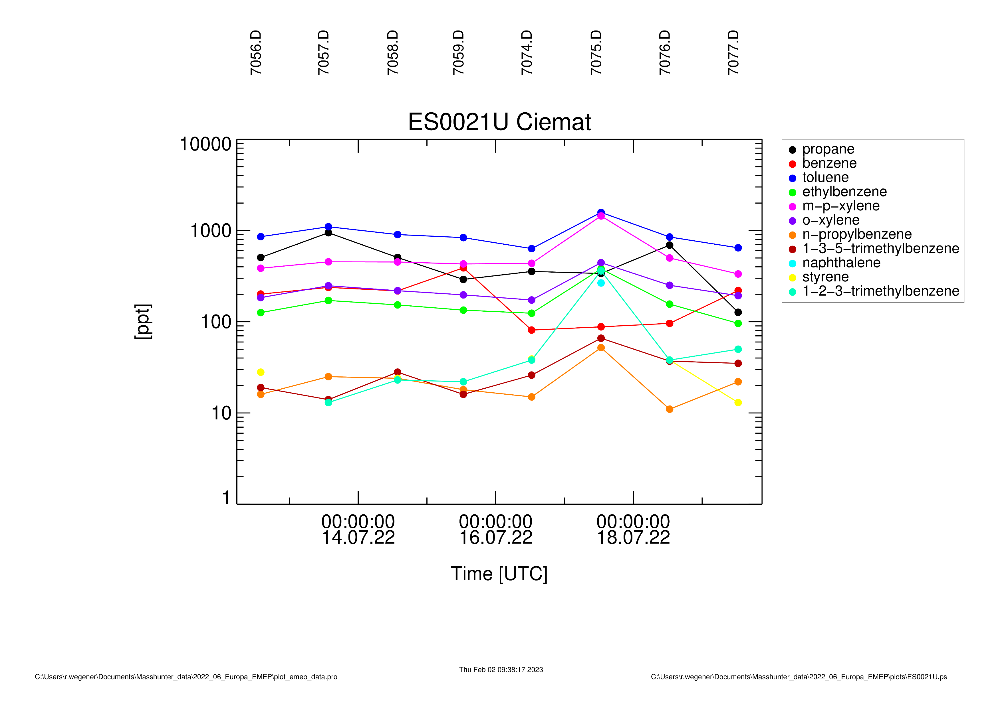 7056.D
7057.D
7058.D
7059.D
7074.D
7075.D
7076.D
7077.D
ES0021U Ciemat
10000
1000
100
10
1
[ppt]
propane
benzene
toluene
ethylbenzene
m−p−xylene
o−xylene
n−propylbenzene
1−3−5−trimethylbenzene
naphthalene
styrene
1−2−3−trimethylbenzene
00:00:00
14.07.22
00:00:00
16.07.22
00:00:00
18.07.22
Time [UTC]
Thu Feb 02 09:38:17 2023
C:\Users\r.wegener\Documents\Masshunter_data\2022_06_Europa_EMEP\plot_emep_data.pro
C:\Users\r.wegener\Documents\Masshunter_data\2022_06_Europa_EMEP\plots\ES0021U.ps